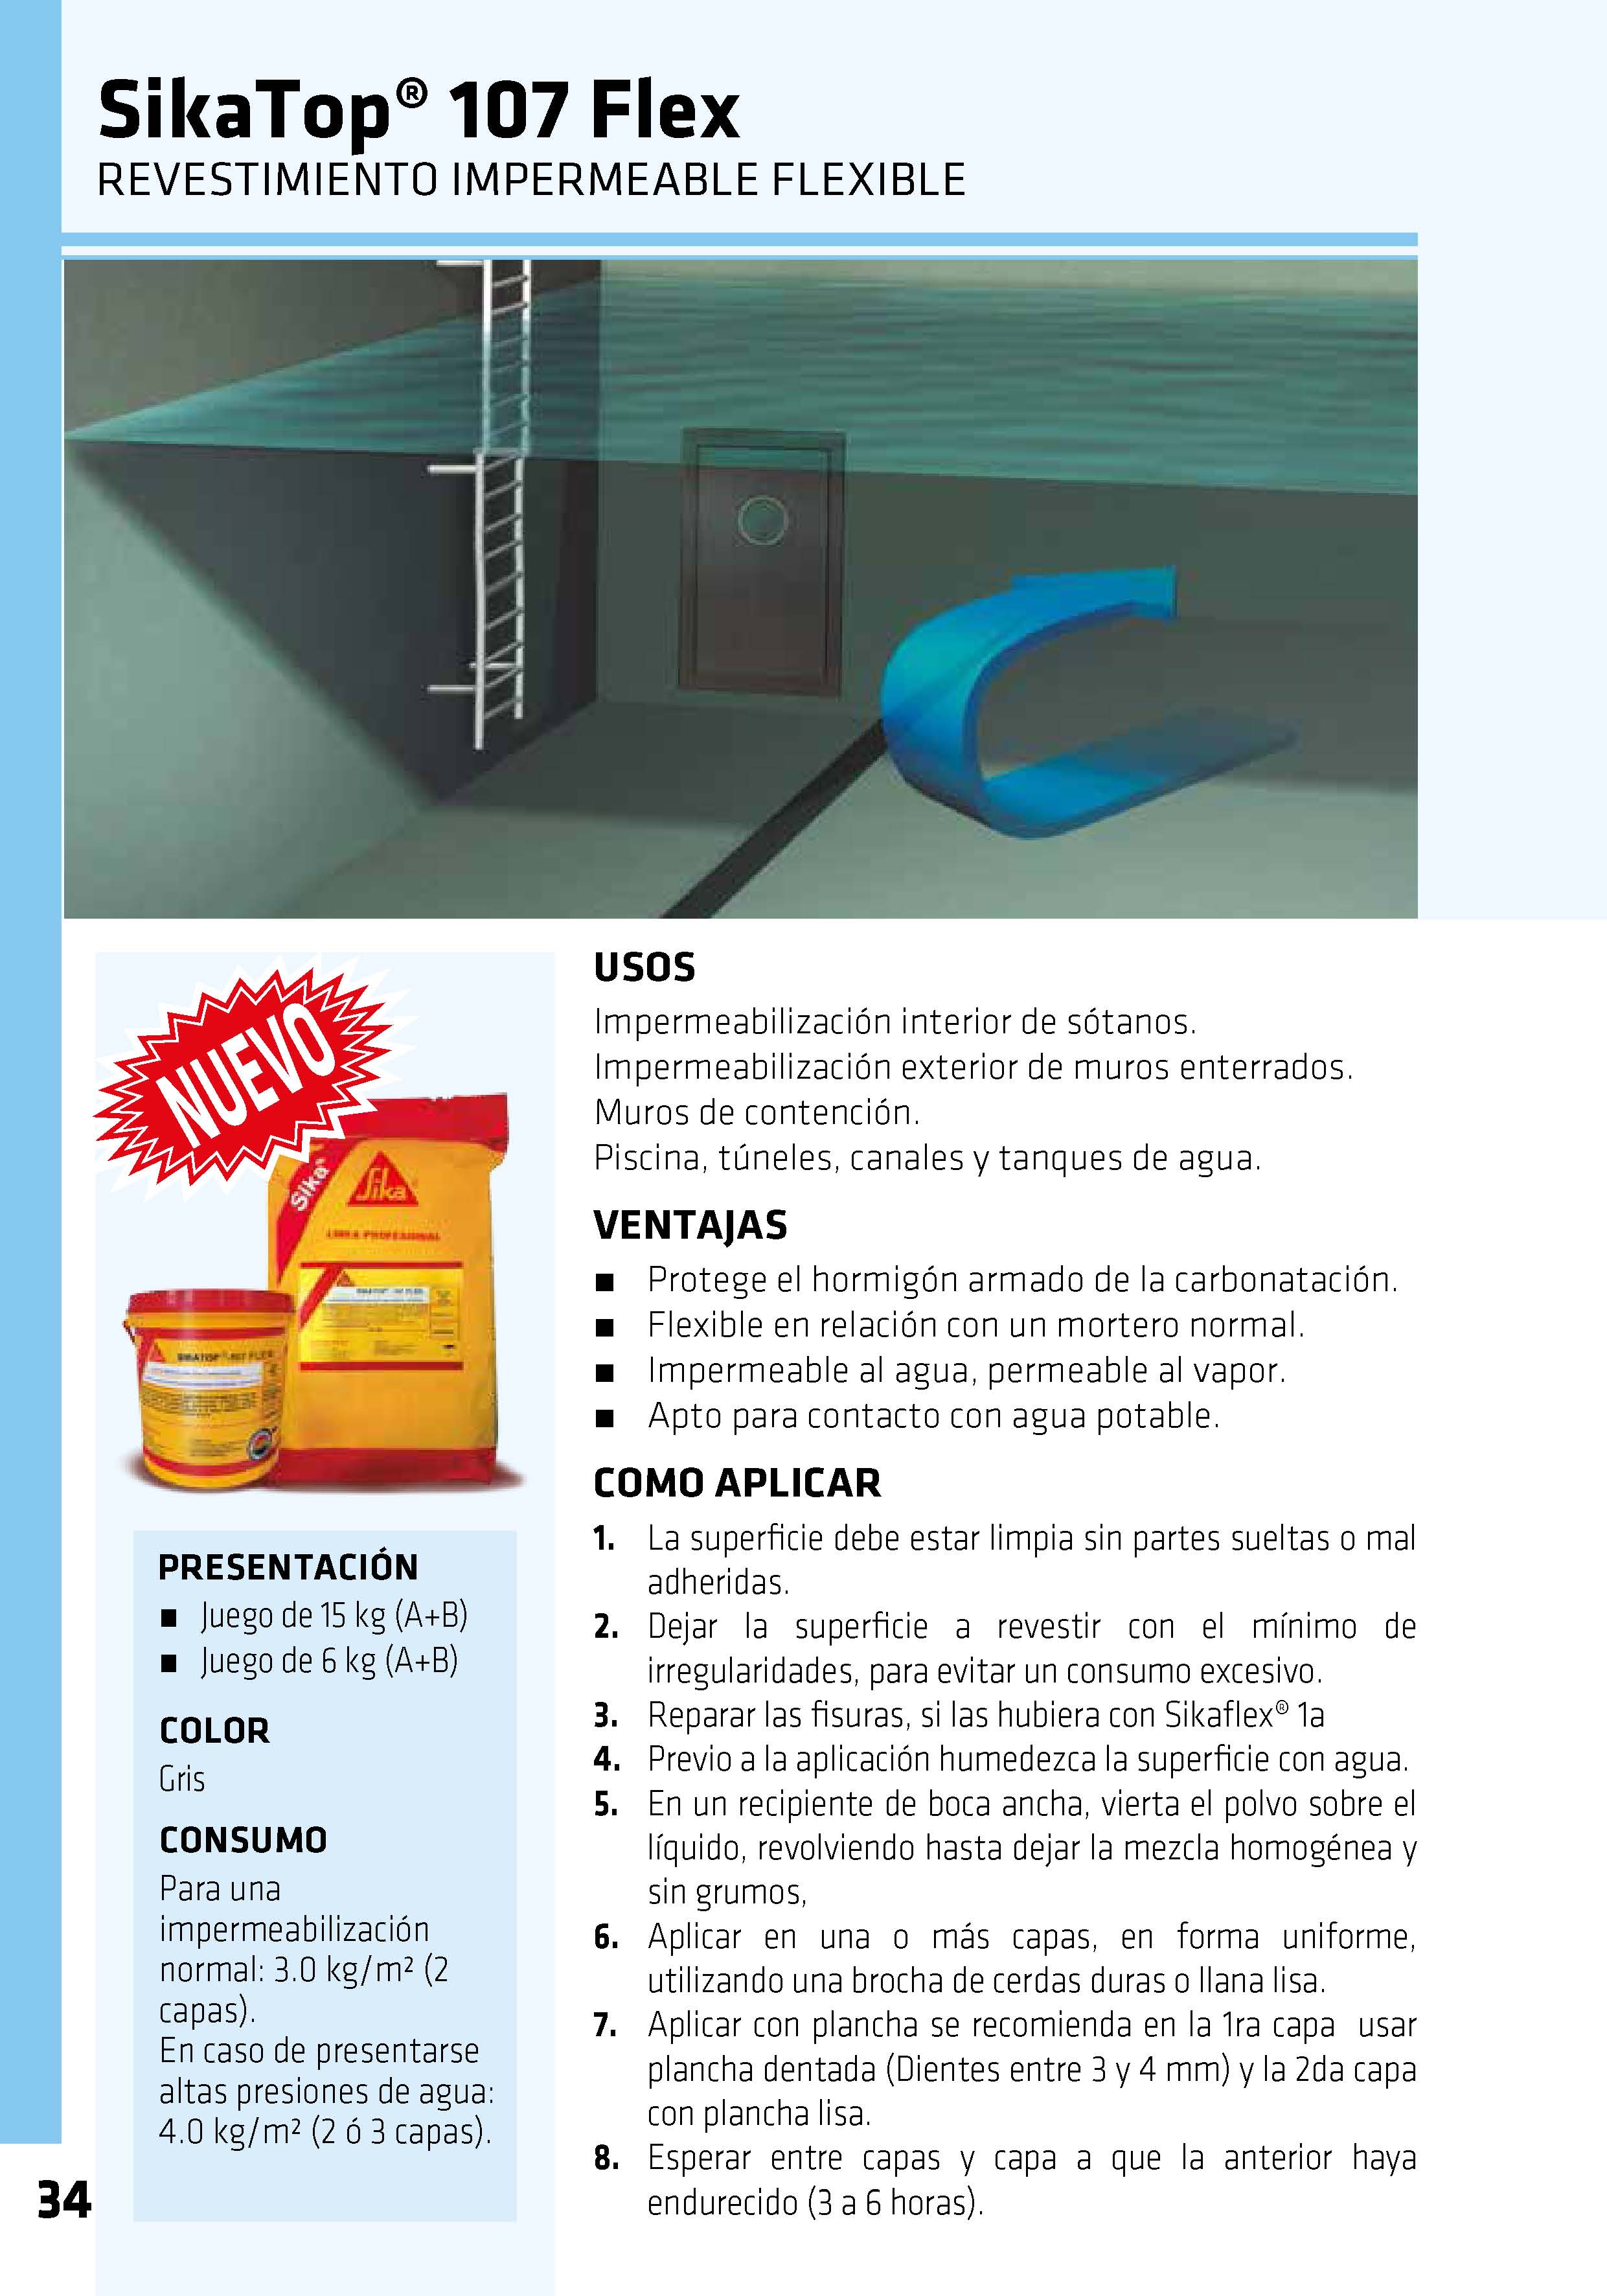 SikaTop® 107 Flex
REVESTIMIENTO IMPERMEABLE FLEXIBLE
NUEVO
Sika®
Sika
LINEA PROFESIONAL
SIKATOP® 107 FLEX
SIKATOP® 107 FLEX
PRESENTACIÓN
■ Juego de 15 kg (A+B)
■ Juego de 6 kg (A+B)
COLOR
Gris
CONSUMO
Para una
impermeabilización
normal: 3.0 kg/m² (2
capas).
En caso de presentarse
altas presiones de agua:
4.0 kg/m² (2 ó 3 capas).
USOS
Impermeabilización interior de sótanos.
Impermeabilización exterior de muros enterrados.
Muros de contención.
Piscina, túneles, canales y tanques de agua.
VENTAJAS
■ Protege el hormigón armado de la carbonatación.
■ Flexible en relación con un mortero normal.
■ Impermeable al agua, permeable al vapor.
■ Apto para contacto con agua potable.
COMO APLICAR
1. La superficie debe estar limpia sin partes sueltas o mal
adheridas.
2. Dejar la superficie a revestir con el mínimo de
irregularidades, para evitar un consumo excesivo.
3. Reparar las fisuras, si las hubiera con Sikaflex® 1a
4. Previo a la aplicación humedezca la superficie con agua.
5. En un recipiente de boca ancha, vierta el polvo sobre el
líquido, revolviendo hasta dejar la mezcla homogénea y
sin grumos,
6. Aplicar en una o más capas, en forma uniforme,
utilizando una brocha de cerdas duras o llana lisa.
7. Aplicar con plancha se recomienda en la 1ra capa usar
plancha dentada (Dientes entre 3 y 4 mm) y la 2da capa
con plancha lisa.
8. Esperar entre capas y capa a que la anterior haya
endurecido (3 a 6 horas).
34